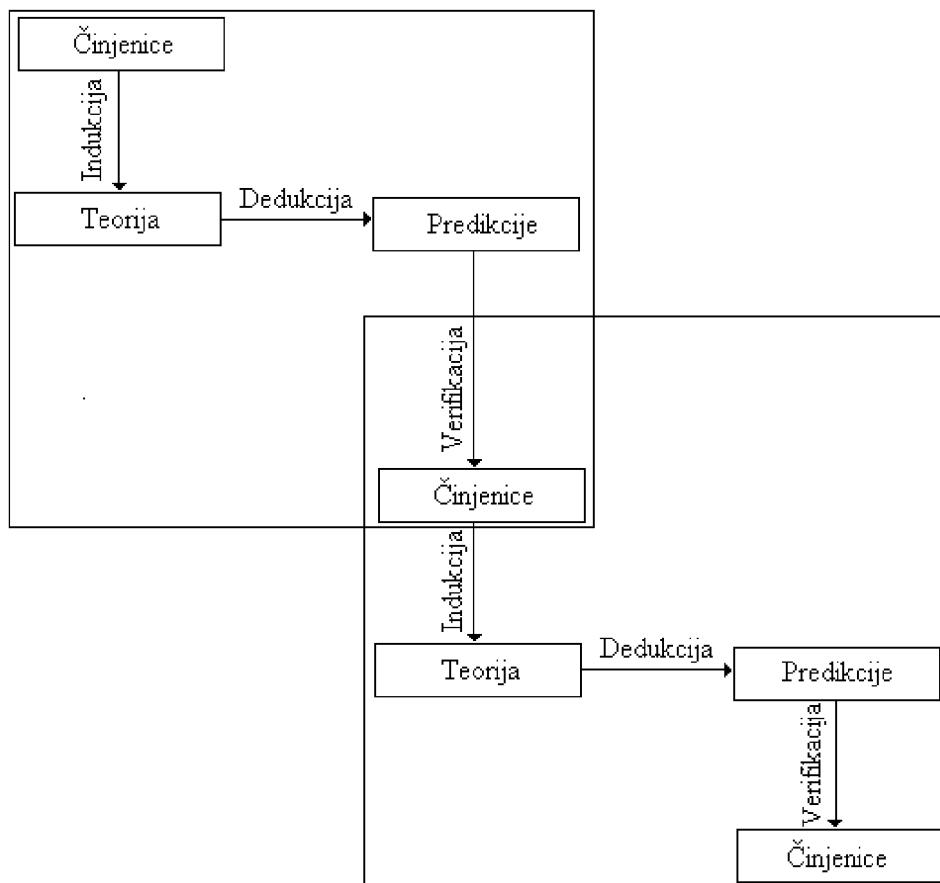 Činjenice
Indukcija
Teorija
Dedukcija
Predikcije
Verifikacija
Činjenice
Indukcija
Teorija
Dedukcija
Predikcije
Verifikacija
Činjenice